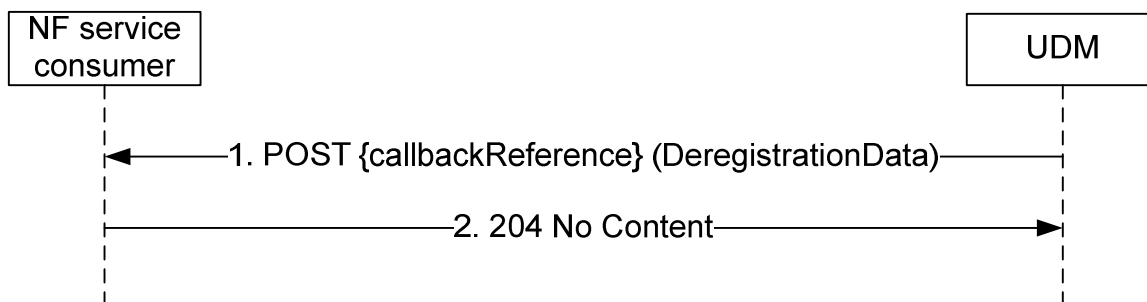 NF service
consumer
UDM
1. POST {callbackReference} (DeregistrationData)
2. 204 No Content